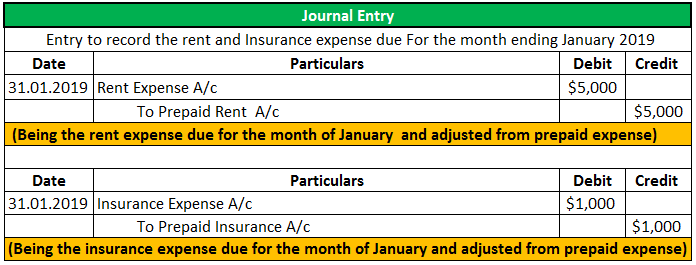 Journal Entry
Entry to record the rent and Insurance expense due For the month ending January 2019
Date Particulars Debit Credit
31.01.2019 Rent Expense A/c $5,000
To Prepaid Rent A/c $5,000
(Being the rent expense due for the month of January and adjusted from prepaid expense)
Date Particulars Debit Credit
31.01.2019 Insurance Expense A/c $1,000
To Prepaid Insurance A/c $1,000
(Being the insurance expense due for the month of January and adjusted from prepaid expense)